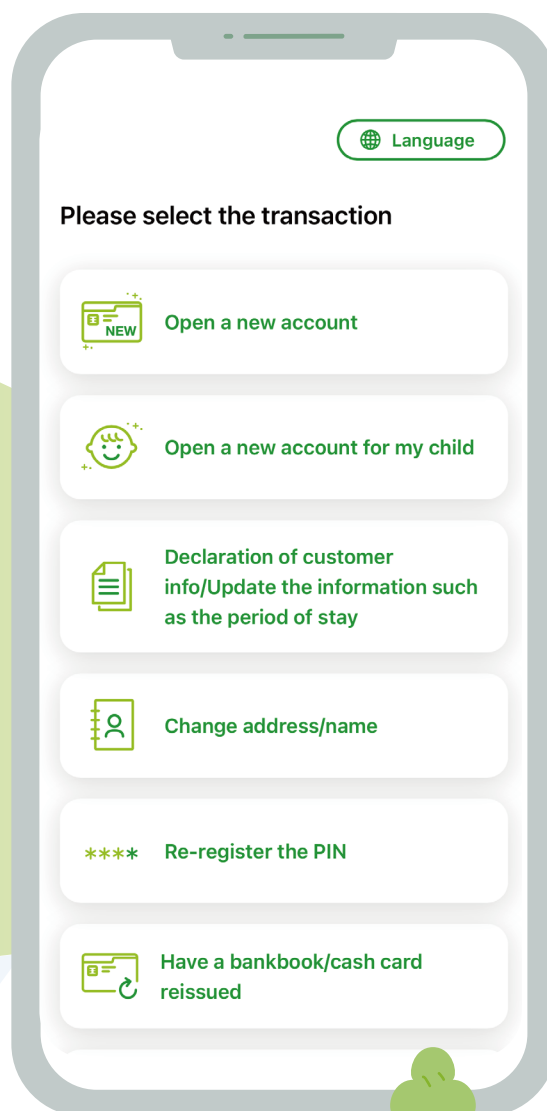 Language
Please select the transaction
NEW
Open a new account
Open a new account for my child
Declaration of customer
info/Update the information such
as the period of stay
Change address/name
****
Re-register the PIN
Have a bankbook/cash card
reissued